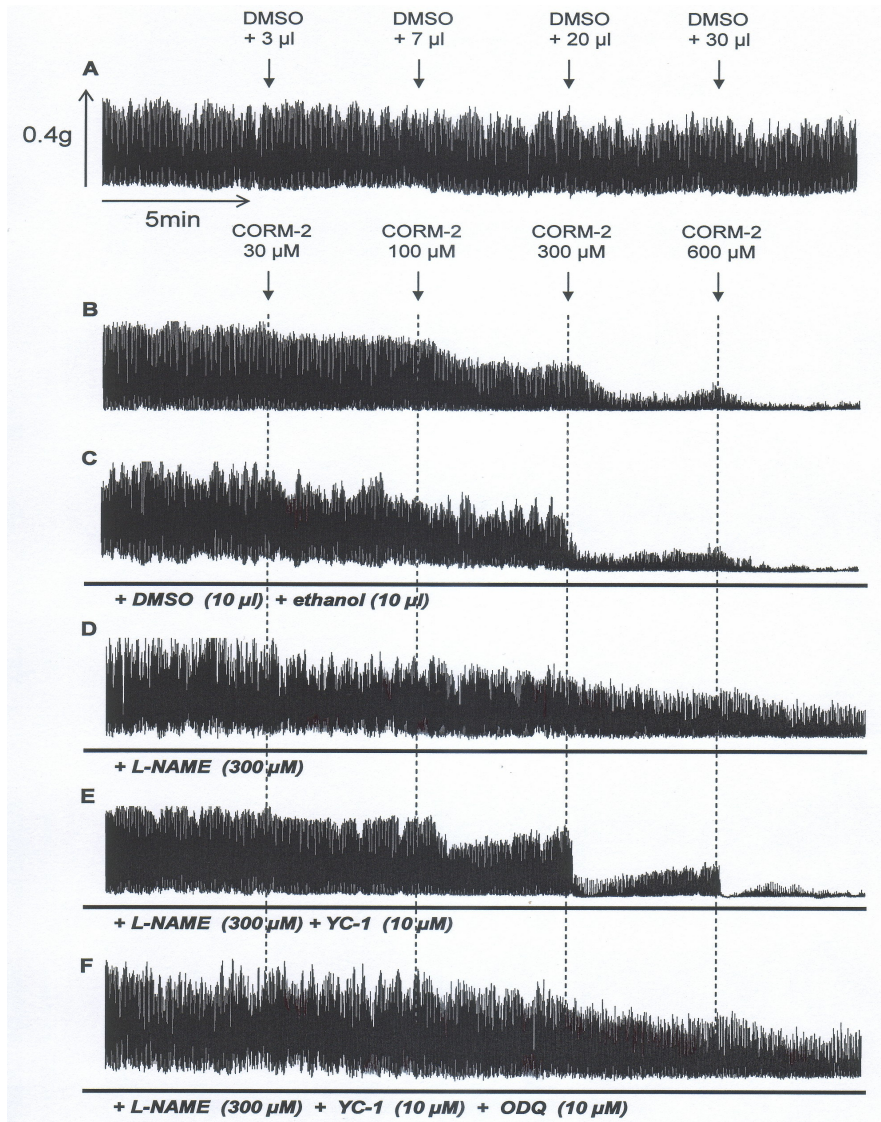 DMSO DMSO DMSO DMSO
+ 3 µl + 7 µl + 20 µl + 30 µl
A
0.4g
5min
CORM-2 CORM-2 CORM-2 CORM-2
30 µM 100 µM 300 µM 600 µM
B
C
+ DMSO (10 µl) + ethanol (10 µl)
D
+ L-NAME (300 µM)
E
+ L-NAME (300 µM) + YC-1 (10 µM)
F
+ L-NAME (300 µM) + YC-1 (10 µM) + ODQ (10 µM)